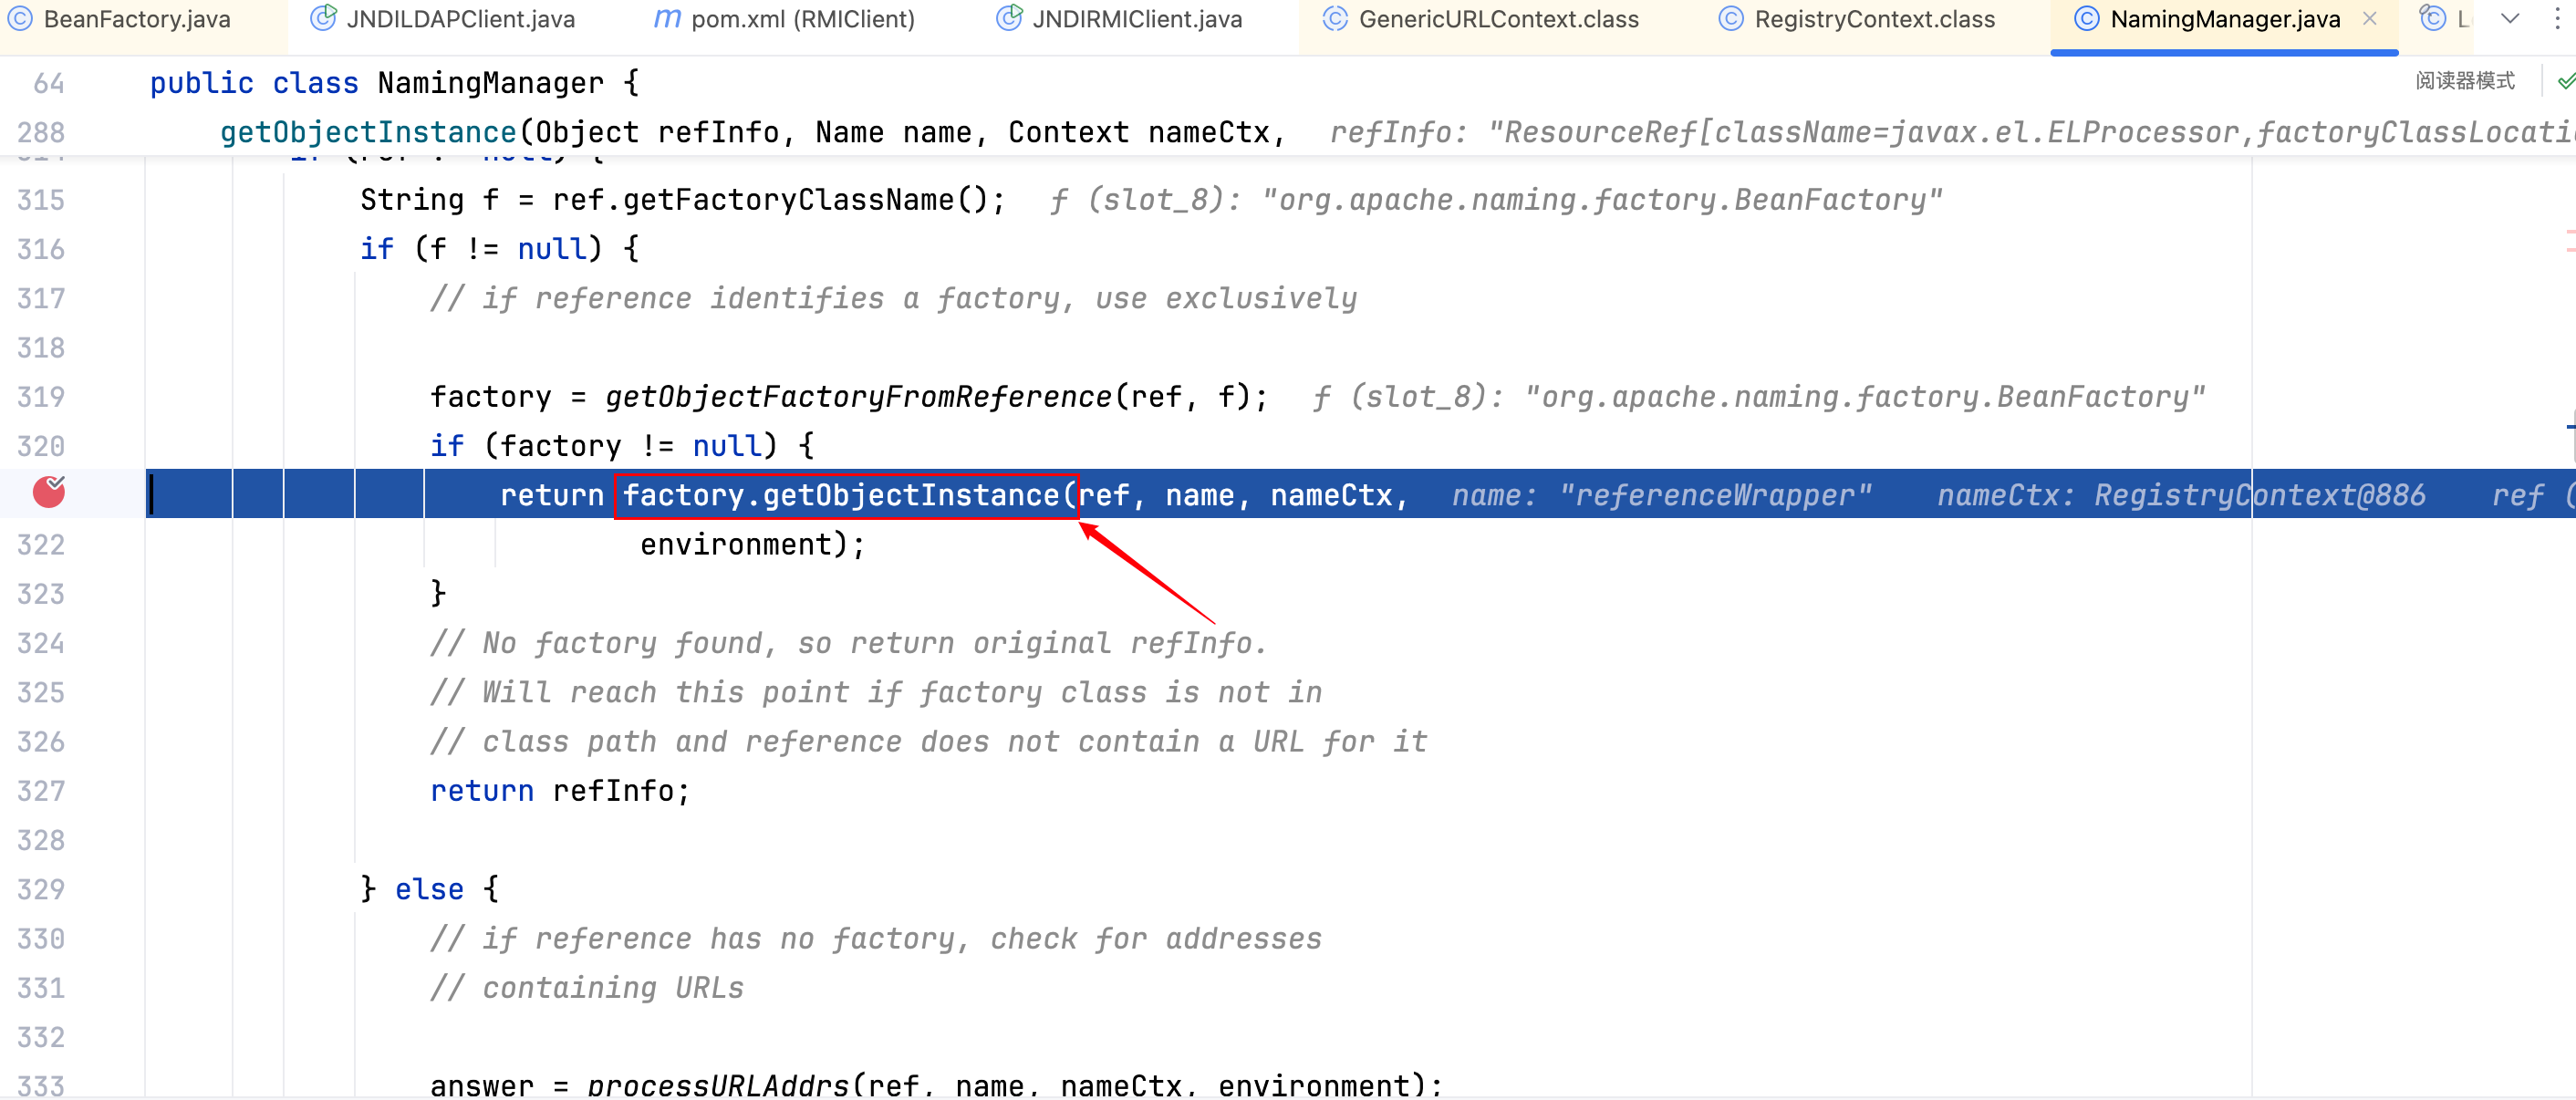 BeanFactory.java JNDILDAPClient.java pom.xml (RMIClient) JNDIRMIClient.java GenericURLContext.class RegistryContext.class NamingManager.java
64 public class NamingManager { 阅读器模式
288 getObjectInstance(Object refInfo, Name name, Context nameCtx, refInfo: "ResourceRef[className=javax.el.ELProcessor,factoryClassLocati
315 String f = ref.getFactoryClassName(); f (slot_8): "org.apache.naming.factory.BeanFactory"
316 if (f != null) {
317 // if reference identifies a factory, use exclusively
318
319 factory = getObjectFactoryFromReference(ref, f); f (slot_8): "org.apache.naming.factory.BeanFactory"
320 if (factory != null) {
return factory.getObjectInstance(ref, name, nameCtx, name: "referenceWrapper" nameCtx: RegistryContext@886 ref (
322 environment);
323 }
324 // No factory found, so return original refInfo.
325 // Will reach this point if factory class is not in
326 // class path and reference does not contain a URL for it
327 return refInfo;
328
329 } else {
330 // if reference has no factory, check for addresses
331 // containing URLs
332
333 answer = processURLAddrs(ref, name, nameCtx, environment);